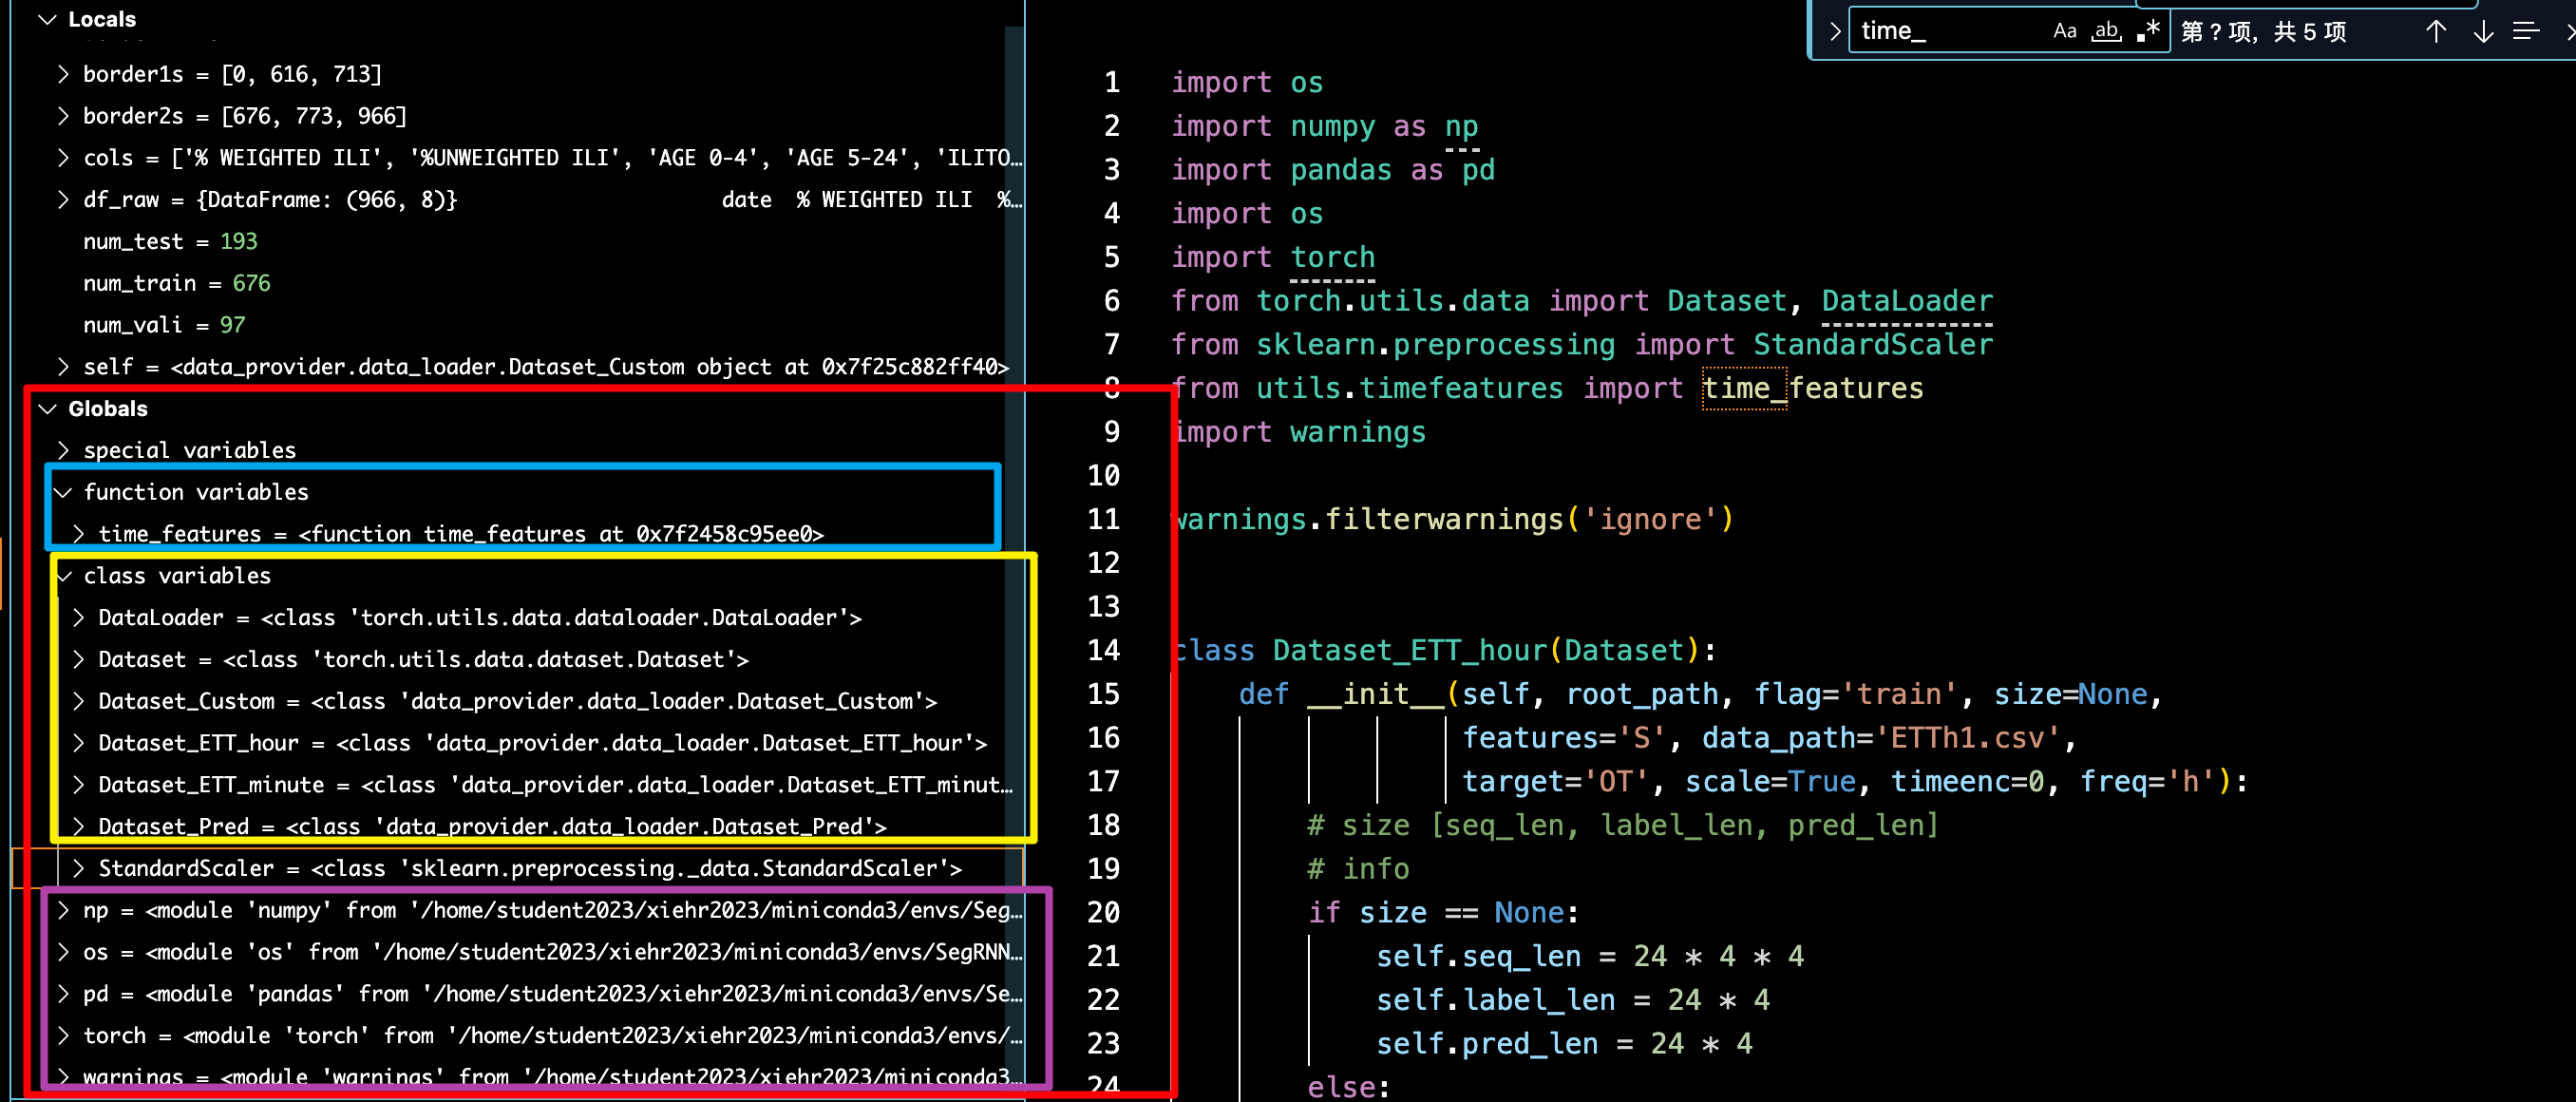 Locals
border1s = [0, 616, 713]
border2s = [676, 773, 966]
cols = ['% WEIGHTED ILI', '%UNWEIGHTED ILI', 'AGE 0-4', 'AGE 5-24', 'ILITO…
df_raw = {DataFrame: (966, 8)} date % WEIGHTED ILI %…
num_test = 193
num_train = 676
num_vali = 97
self = <data_provider.data_loader.Dataset_Custom object at 0x7f25c882ff40>
Globals
special variables
function variables
time_features = <function time_features at 0x7f2458c95ee0>
class variables
DataLoader = <class 'torch.utils.data.dataloader.DataLoader'>
Dataset = <class 'torch.utils.data.dataset.Dataset'>
Dataset_Custom = <class 'data_provider.data_loader.Dataset_Custom'>
Dataset_ETT_hour = <class 'data_provider.data_loader.Dataset_ETT_hour'>
Dataset_ETT_minute = <class 'data_provider.data_loader.Dataset_ETT_minut…
Dataset_Pred = <class 'data_provider.data_loader.Dataset_Pred'>
StandardScaler = <class 'sklearn.preprocessing._data.StandardScaler'>
np = <module 'numpy' from '/home/student2023/xiehr2023/miniconda3/envs/Seg…
os = <module 'os' from '/home/student2023/xiehr2023/miniconda3/envs/SegRNN…
pd = <module 'pandas' from '/home/student2023/xiehr2023/miniconda3/envs/Se…
torch = <module 'torch' from '/home/student2023/xiehr2023/miniconda3/envs/…
warnings = <module 'warnings' from '/home/student2023/xiehr2023/miniconda3…
time_ Aa ab .* 第 ? 项, 共 5 项
1 import os
2 import numpy as np
3 import pandas as pd
4 import os
5 import torch
6 from torch.utils.data import Dataset, DataLoader
7 from sklearn.preprocessing import StandardScaler
8 from utils.timefeatures import time_features
9 import warnings
10
11 warnings.filterwarnings('ignore')
12
13
14 class Dataset_ETT_hour(Dataset):
15 def __init__(self, root_path, flag='train', size=None,
16 features='S', data_path='ETTh1.csv',
17 target='OT', scale=True, timeenc=0, freq='h'):
18 # size [seq_len, label_len, pred_len]
19 # info
20 if size == None:
21 self.seq_len = 24 * 4 * 4
22 self.label_len = 24 * 4
23 self.pred_len = 24 * 4
24 else: